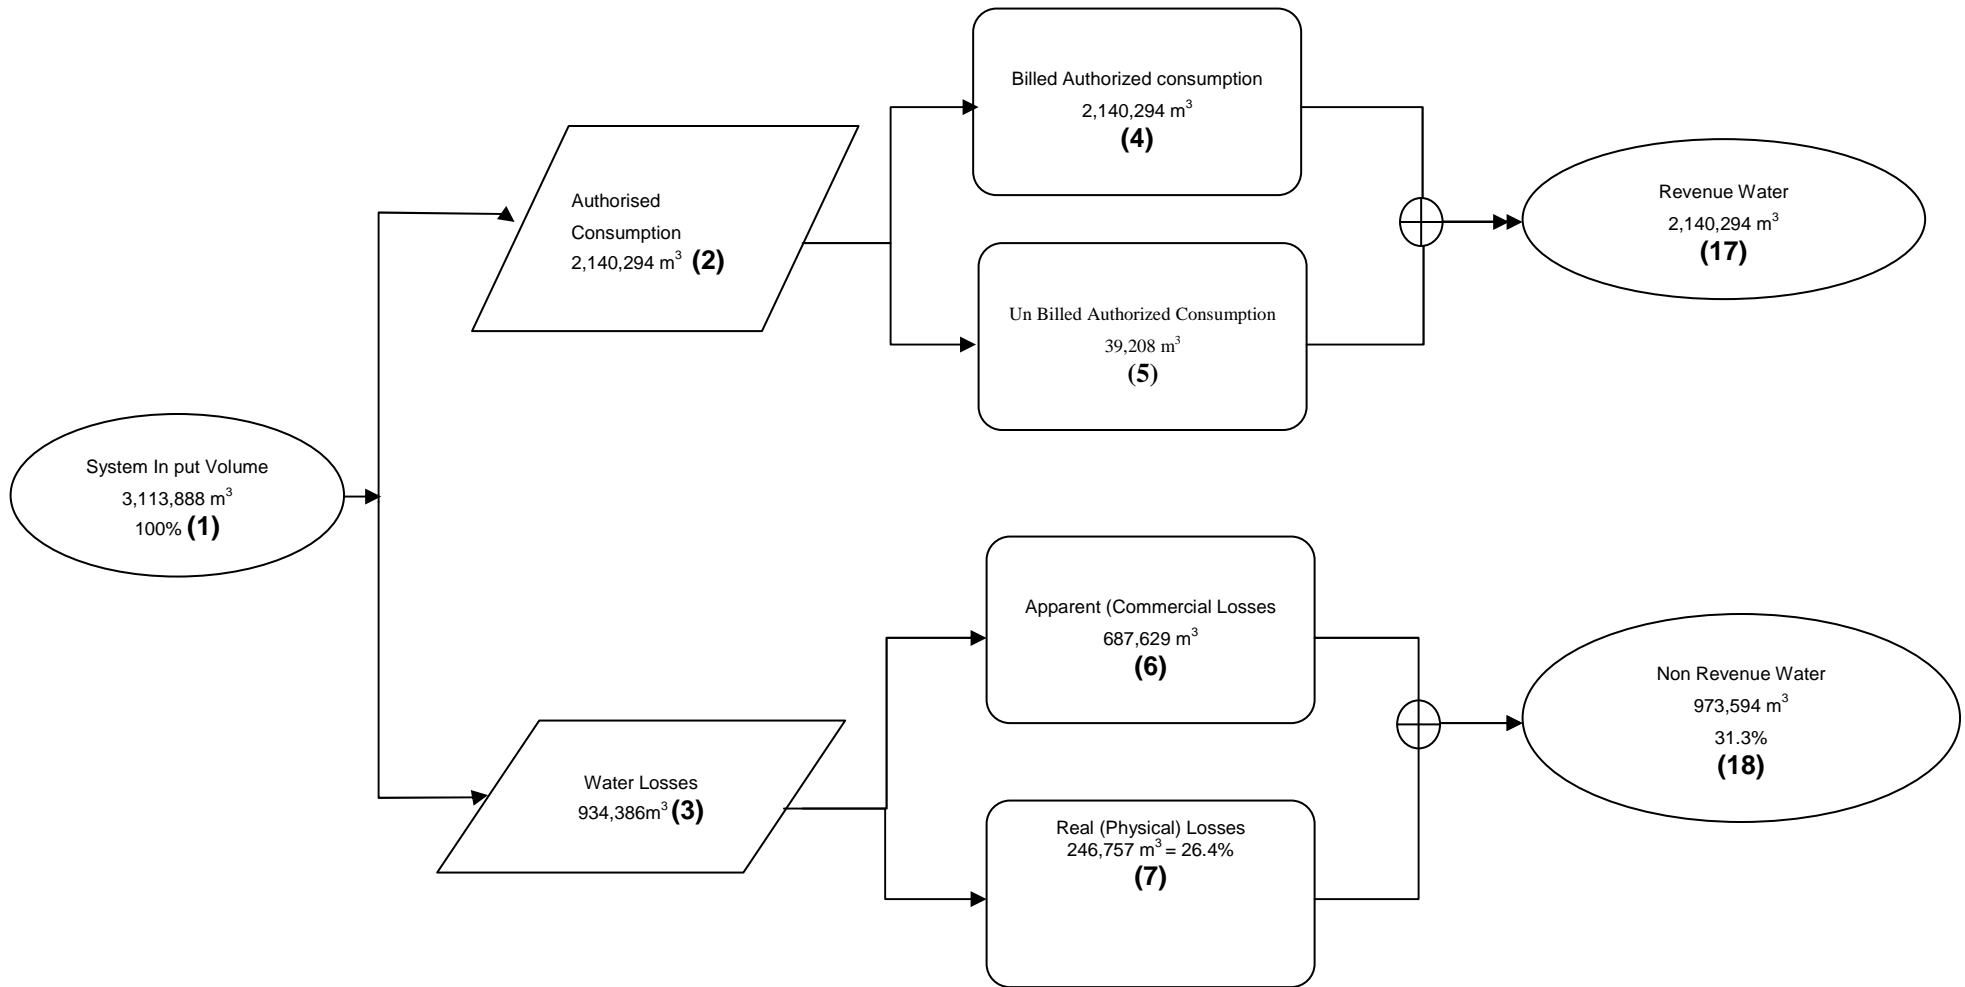 Billed Authorized consumption
2,140,294 m³
(4)
Authorised
Consumption
2,140,294 m³ (2)
Revenue Water
2,140,294 m³
(17)
Un Billed Authorized Consumption
39,208 m³
(5)
System In put Volume
3,113,888 m³
100% (1)
Apparent (Commercial Losses
687,629 m³
(6)
Non Revenue Water
973,594 m³
31.3%
(18)
Water Losses
934,386m³ (3)
Real (Physical) Losses
246,757 m³ = 26.4%
(7)